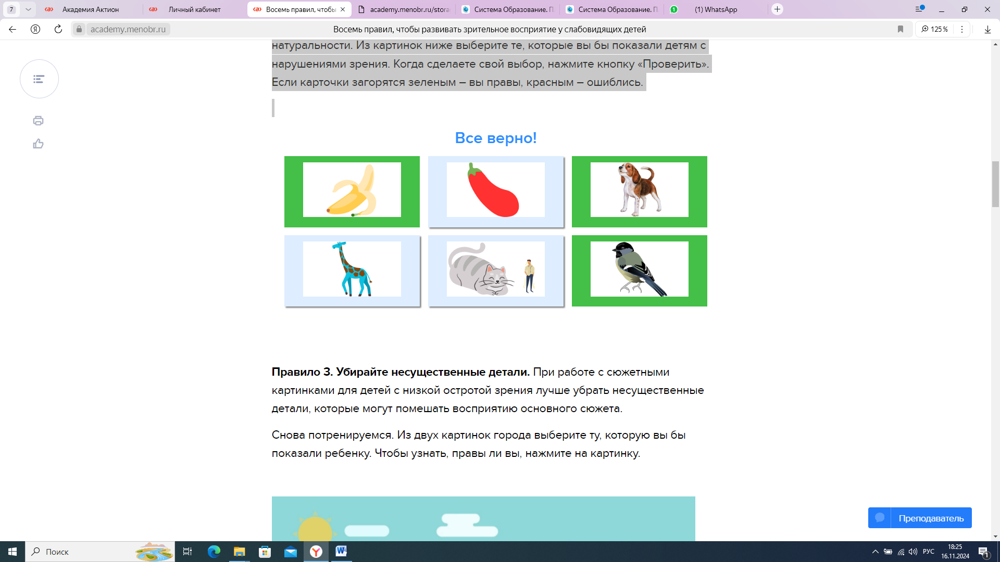 7
Академия Актион
Личный кабинет
Восемь правил, чтобы
academy.menobr.ru/stora
Система Образование. П
Система Образование. П
1
(1) WhatsApp
Я
academy.menobr.ru
Восемь правил, чтобы развивать зрительное восприятие у слабовидящих детей
125 %
натуральности. Из картинок ниже выберите те, которые вы бы показали детям с
нарушениями зрения. Когда сделаете свой выбор, нажмите кнопку «Проверить».
Если карточки загорятся зеленым – вы правы, красным – ошиблись.
Все верно!
Правило 3. Убирайте несущественные детали. При работе с сюжетными
картинками для детей с низкой остротой зрения лучше убрать несущественные
детали, которые могут помешать восприятию основного сюжета.
Снова потренируемся. Из двух картинок города выберите ту, которую вы бы
показали ребенку. Чтобы узнать, правы ли вы, нажмите на картинку.
Преподаватель
Поиск
РУС
18:25
16.11.2024
1